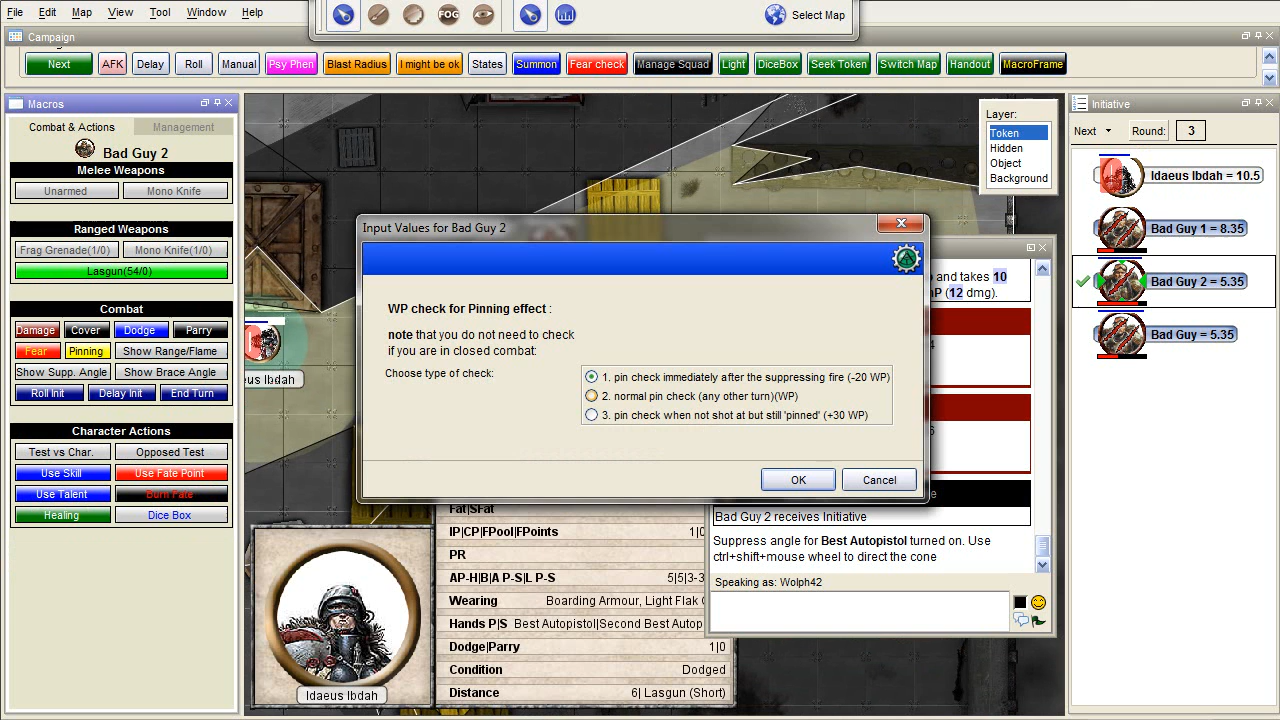 File Edit Map View Tool Window Help
FOG
Select Map
Campaign
Next AFK Delay Roll Manual Psy Phen Blast Radius I might be ok States Summon Fear check Manage Squad Light DiceBox Seek Token Switch Map Handout MacroFrame
Macros
Combat & Actions Management
Bad Guy 2
Melee Weapons
Unarmed Mono Knife
Ranged Weapons
Frag Grenade(1/0) Mono Knife(1/0)
Lasgun(54/0)
Combat
Damage Cover Dodge Parry
Fear Pinning Show Range/Flame
Show Supp. Angle Show Brace Angle
Roll Init Delay Init End Turn
Character Actions
Test vs Char. Opposed Test
Use Skill Use Fate Point
Use Talent Burn Fate
Healing Dice Box
eus Ibdah
Layer:
Token
Hidden
Object
Background
Input Values for Bad Guy 2
WP check for Pinning effect :
note that you do not need to check
if you are in closed combat:
Choose type of check:
1. pin check immediately after the suppressing fire (-20 WP)
2. normal pin check (any other turn)(WP)
3. pin check when not shot at but still 'pinned' (+30 WP)
OK Cancel
and takes 10
P (12 dmg).
4
6
e
Bad Guy 2 receives Initiative
Suppress angle for Best Autopistol turned on. Use
ctrl+shift+mouse wheel to direct the cone
Speaking as: Wolph42
Fat|SFat
IP|CP|FPool|FPoints 1|0
PR
AP-H|B|A P-S|L P-S 5|5|3-3
Wearing Boarding Armour, Light Flak
Hands P|S Best Autopistol|Second Best Autop
Dodge|Parry 1|0
Condition Dodged
Distance 6| Lasgun (Short)
Idaeus Ibdah
Initiative
Next Round: 3
Idaeus Ibdah = 10.5
Bad Guy 1 = 8.35
Bad Guy 2 = 5.35
Bad Guy = 5.35